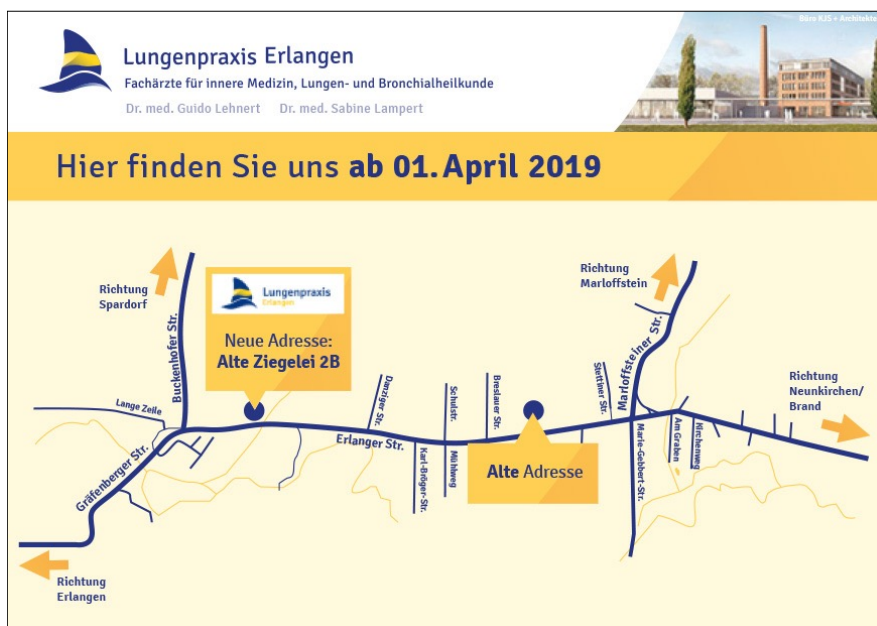 Büro KJS + Architekten
Lungenpraxis Erlangen
Fachärzte für innere Medizin, Lungen- und Bronchialheilkunde
Dr. med. Guido Lehnert Dr. med. Sabine Lampert
Hier finden Sie uns ab 01. April 2019
Richtung
Spardorf
Buckenhofer Str.
Lungenpraxis
Erlangen
Neue Adresse:
Alte Ziegelei 2B
Richtung
Marloffstein
Marloffsteiner Str.
Richtung
Neunkirchen/
Brand
Lange Zeile
Gräfenberger Str.
Erlanger Str.
Danziger Str.
Schulstr.
Breslauer Str.
Stettiner Str.
Karl-Bröger-Str.
Mühlweg
Alte Adresse
Marie-Gebbert-Str.
Am Graben
Kirchenweg
Richtung
Erlangen